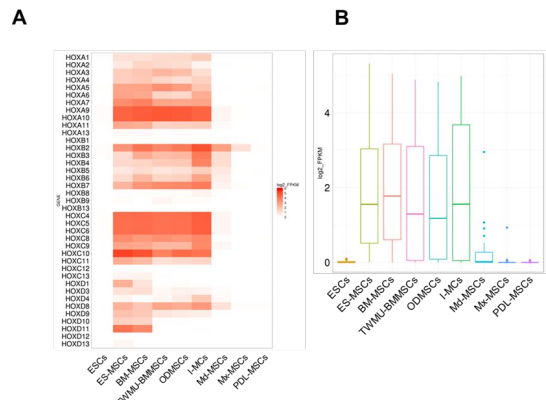 A
B
HOXA1
HOXA2
HOXA3
HOXA4
HOXA5
HOXA6
HOXA7
HOXA9
HOXA10
HOXA11
HOXA13
HOXB1
HOXB2
HOXB3
HOXB4
HOXB5
HOXB6
HOXB7
HOXB8
HOXB9
HOXB13
HOXC4
HOXC5
HOXC6
HOXC8
HOXC9
HOXC10
HOXC11
HOXC12
HOXC13
HOXD1
HOXD3
HOXD4
HOXD8
HOXD9
HOXD10
HOXD11
HOXD12
HOXD13
GENE
log2_FPKM
ESCs
ES-MSCs
BM-MSCs
TWMU-BMMSCs
ODMSCs
I-MCs
Md-MSCs
Mx-MSCs
PDL-MSCs
log2_FPKM
4
2
0
ESCs
ES-MSCs
BM-MSCs
TWMU-BMMSCs
ODMSCs
I-MCs
Md-MSCs
Mx-MSCs
PDL-MSCs